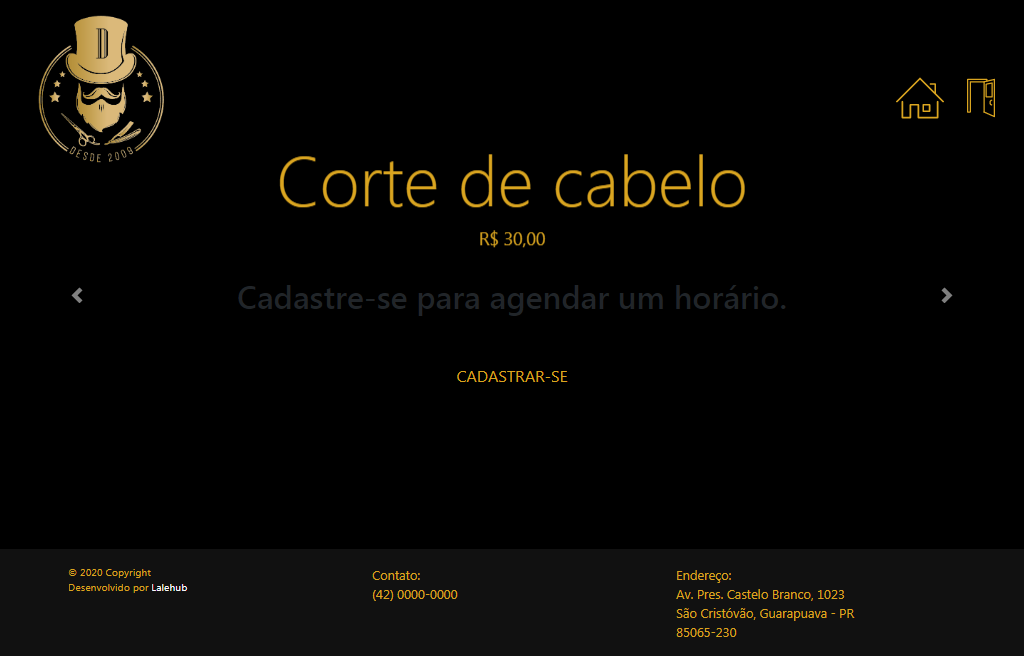 D
DESDE 2009
Corte de cabelo
R$ 30,00
Cadastre-se para agendar um horário.
CADASTRAR-SE
© 2020 Copyright
Desenvolvido por Lalehub
Contato:
(42) 0000-0000
Endereço:
Av. Pres. Castelo Branco, 1023
São Cristóvão, Guarapuava - PR
85065-230